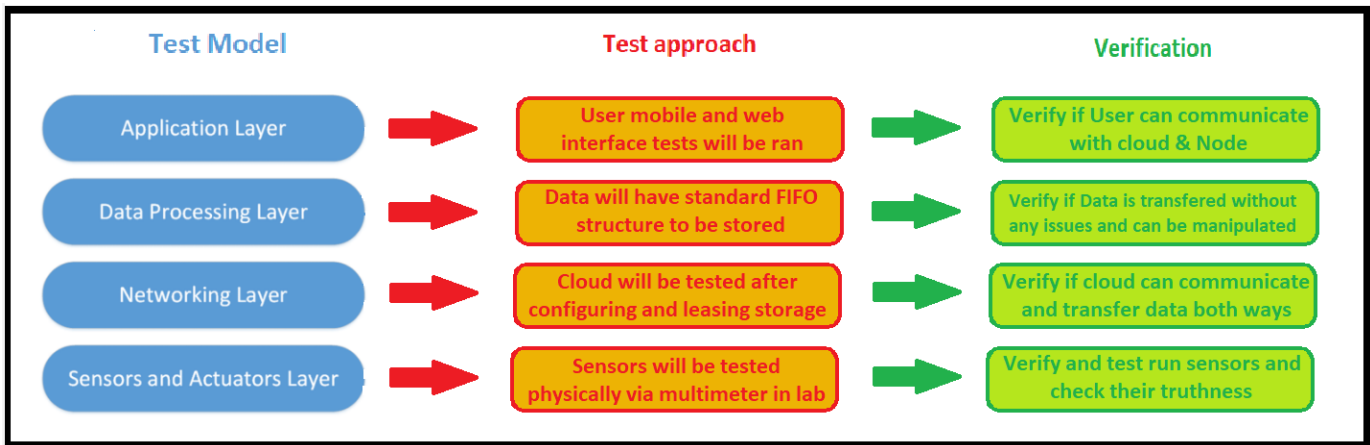 Test Model
Test approach
Verification
Application Layer
User mobile and web
interface tests will be ran
Verify if User can communicate
with cloud & Node
Data Processing Layer
Data will have standard FIFO
structure to be stored
Verify if Data is transfered without
any issues and can be manipulated
Networking Layer
Cloud will be tested after
configuring and leasing storage
Verify if cloud can communicate
and transfer data both ways
Sensors and Actuators Layer
Sensors will be tested
physically via multimeter in lab
Verify and test run sensors and
check their truthness